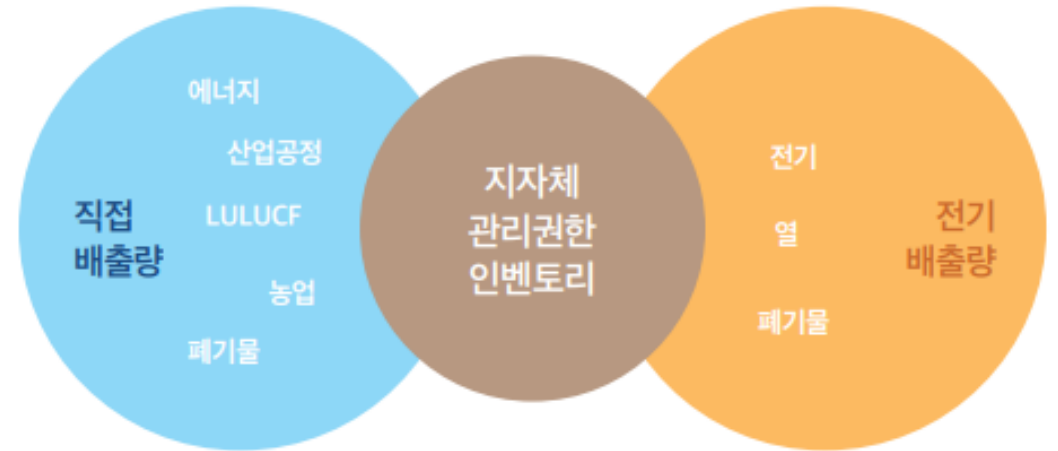 에너지
산업공정
직접
배출량
LULUCF
농업
폐기물
지자체
관리권한
인벤토리
전기
열
폐기물
전기
배출량